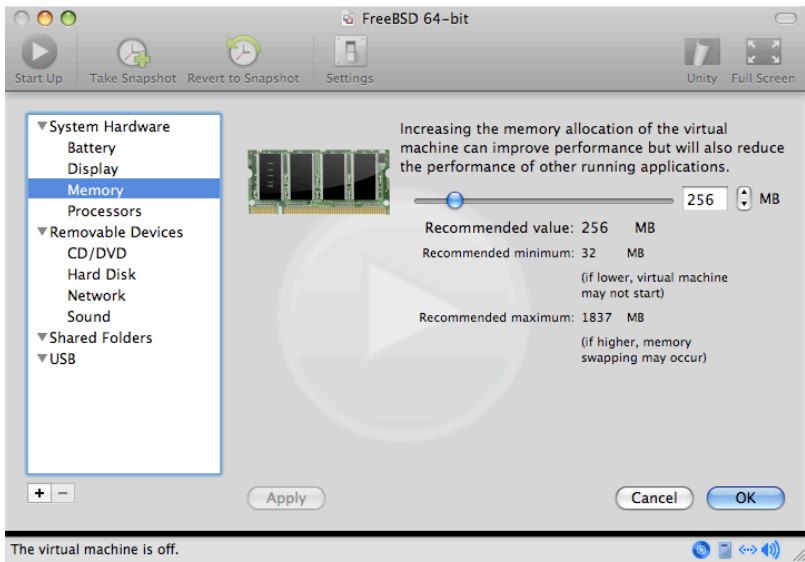 FreeBSD 64-bit
Start Up
Take Snapshot
Revert to Snapshot
Settings
Unity
Full Screen
System Hardware
Battery
Display
Memory
Processors
Removable Devices
CD/DVD
Hard Disk
Network
Sound
Shared Folders
USB
Increasing the memory allocation of the virtual
machine can improve performance but will also reduce
the performance of other running applications.
256 MB
Recommended value: 256 MB
Recommended minimum: 32 MB
(if lower, virtual machine
may not start)
Recommended maximum: 1837 MB
(if higher, memory
swapping may occur)
+ −
Apply
Cancel
OK
The virtual machine is off.